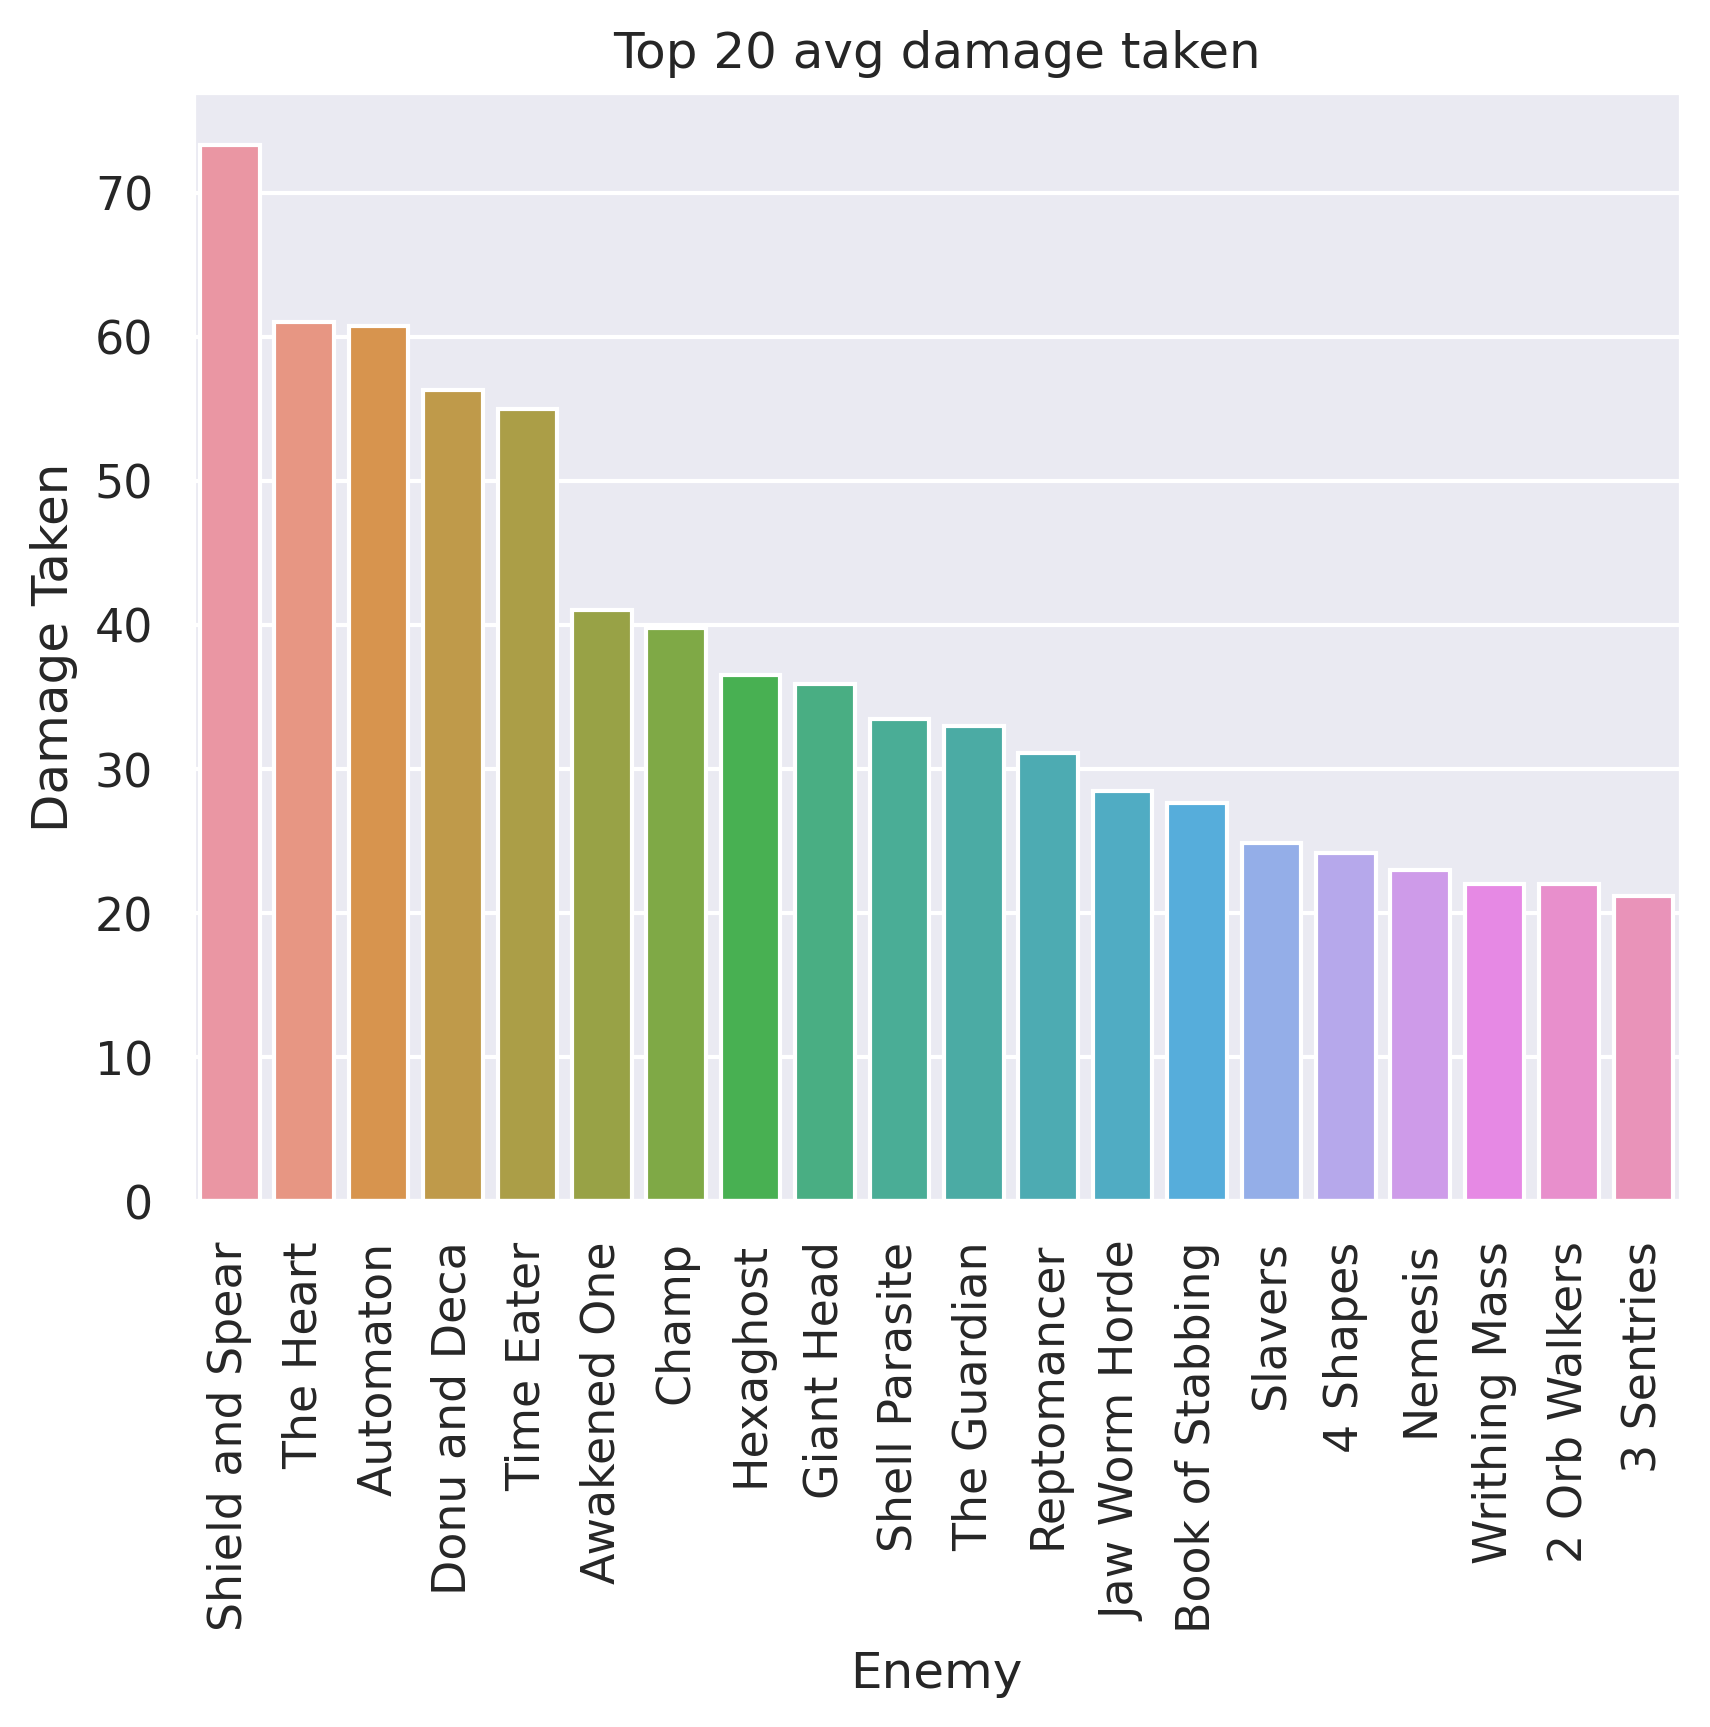 Top 20 avg damage taken
Damage Taken
70
60
50
40
30
20
10
0
Shield and Spear
The Heart
Automaton
Donu and Deca
Time Eater
Awakened One
Champ
Hexaghost
Giant Head
Shell Parasite
The Guardian
Reptomancer
Jaw Worm Horde
Book of Stabbing
Slavers
4 Shapes
Nemesis
Writhing Mass
2 Orb Walkers
3 Sentries
Enemy